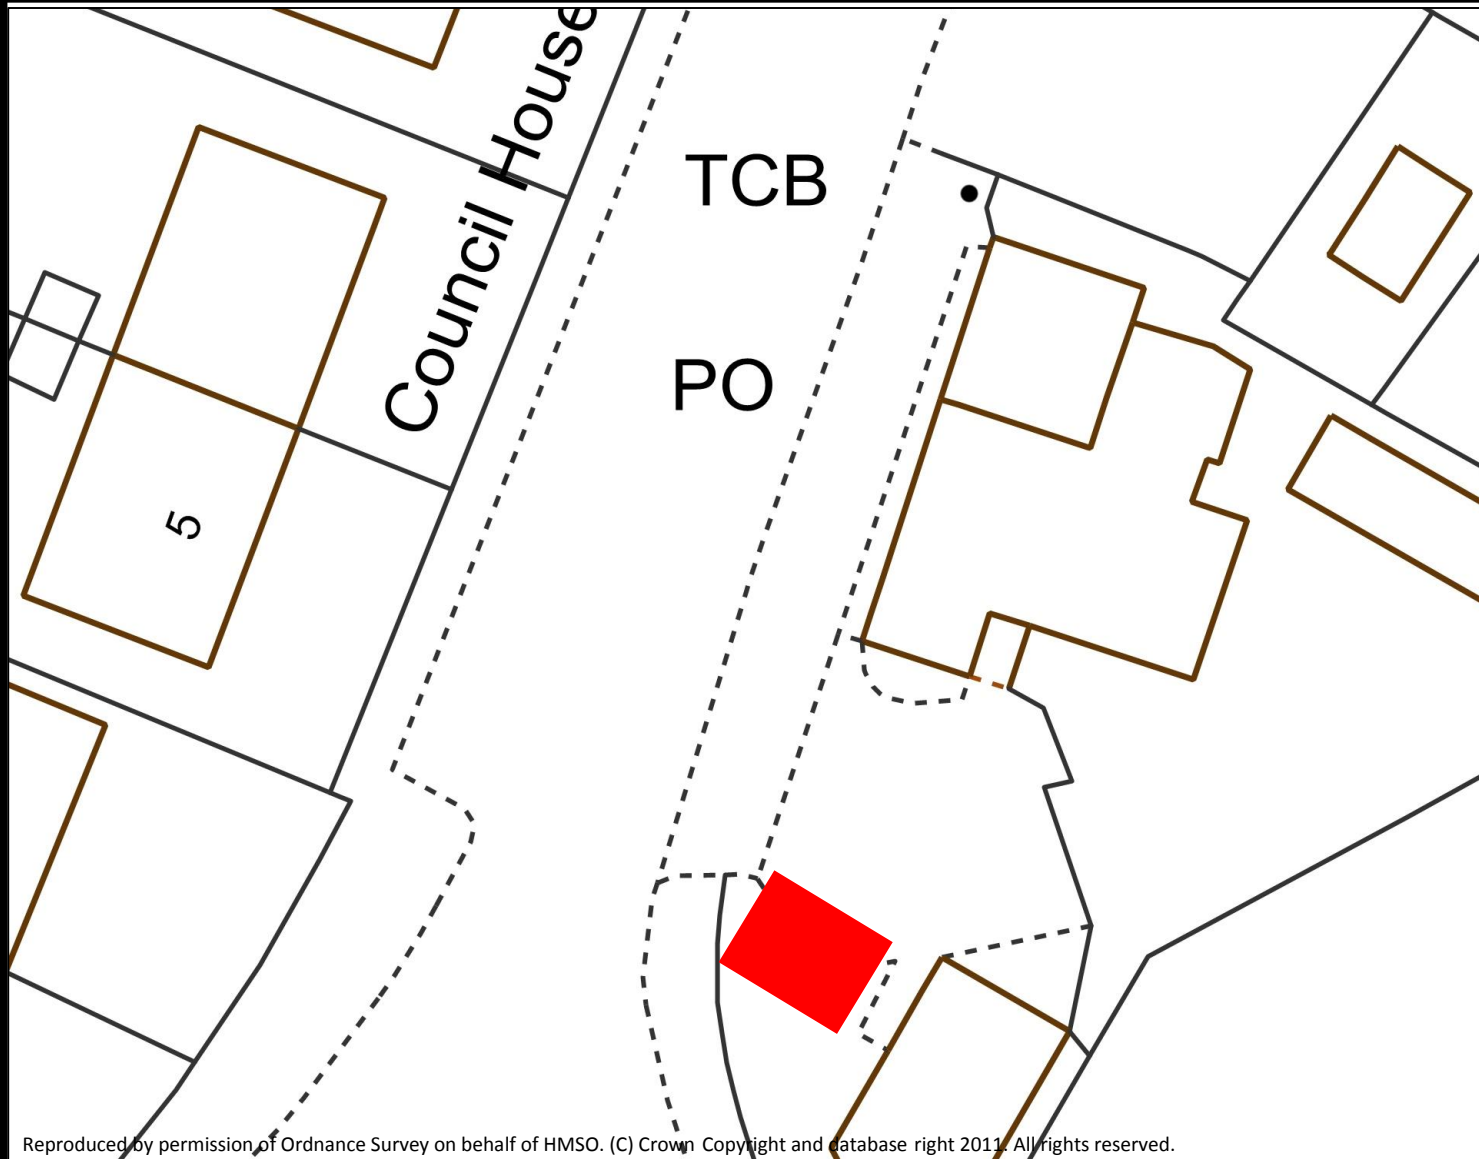 Council House
TCB
PO
5
Reproduced by permission of Ordnance Survey on behalf of HMSO. (C) Crown Copyright and database right 2011. All rights reserved.